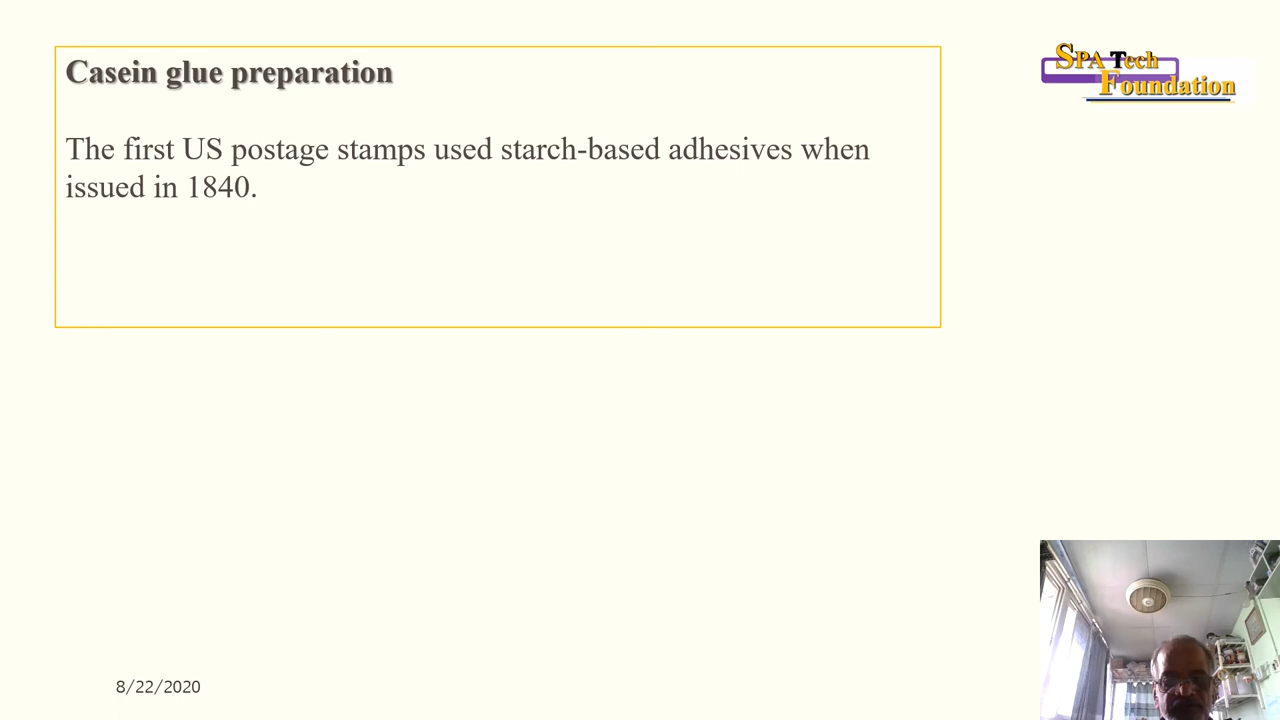 Casein glue preparation
The first US postage stamps used starch-based adhesives when
issued in 1840.
SPA Tech
Foundation
8/22/2020